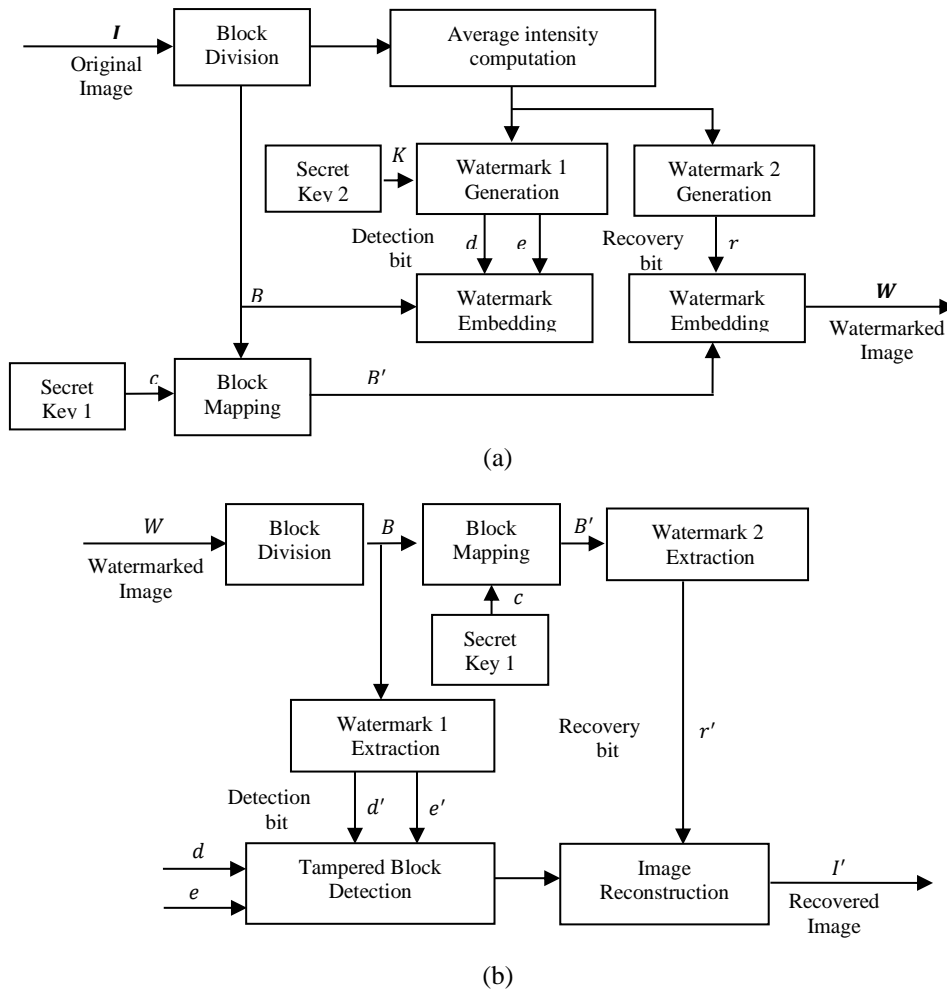 I
Original
Image
Block
Division
Average intensity
computation
Secret
Key 2
K
Watermark 1
Generation
Watermark 2
Generation
Detection
bit
d
e
Recovery
bit
r
B
Watermark
Embedding
Watermark
Embedding
W
Watermarked
Image
Secret
Key 1
c
Block
Mapping
B′
(a)
W
Watermarked
Image
Block
Division
B
Block
Mapping
B′
Watermark 2
Extraction
c
Secret
Key 1
Watermark 1
Extraction
Recovery
bit
r′
Detection
bit
d′
e′
d
e
Tampered Block
Detection
Image
Reconstruction
I′
Recovered
Image
(b)